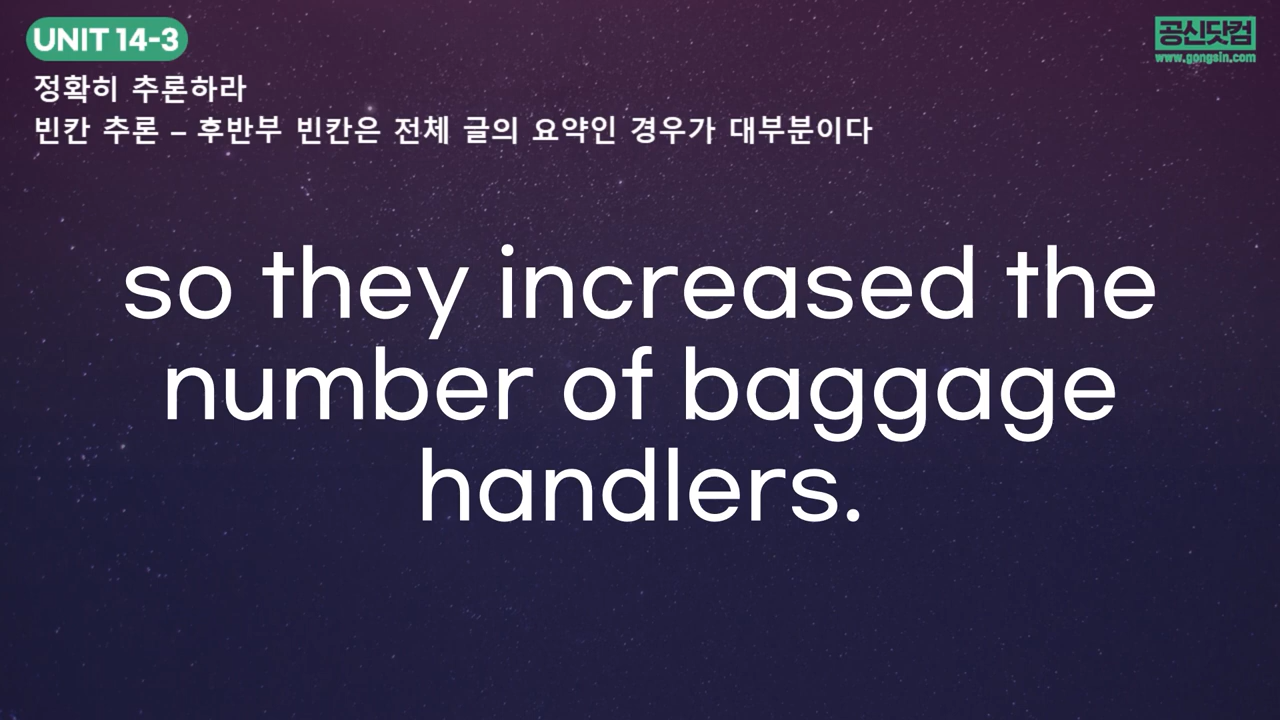 UNIT 14-3
공신닷컴
www.gongsin.com
정확히 추론하라
빈칸 추론 – 후반부 빈칸은 전체 글의 요약인 경우가 대부분이다
so they increased the
number of baggage
handlers.